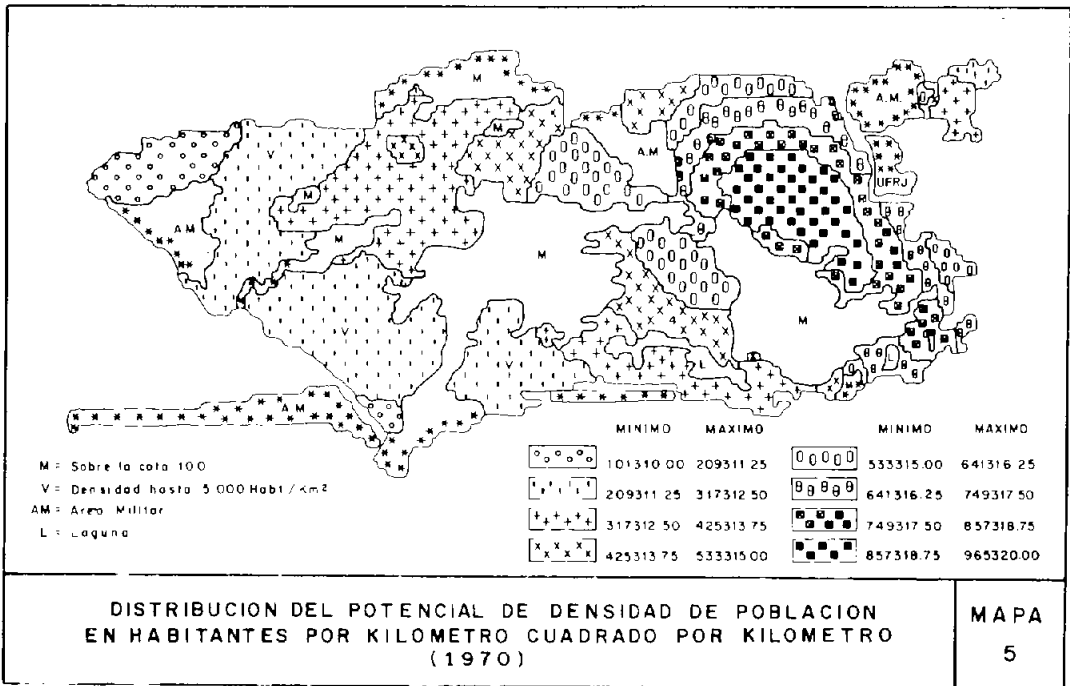 M
A.M.
M
V
A.M
UFRJ
M
AM
M
M
V
4
M
L
V
L
M
AM
MINIMO MAXIMO MINIMO MAXIMO
M = Sobre la cota 100
V = Densidad hasta 5 000 Habt / Km²
AM = Area Militar
L = Laguna
101310.00 209311.25 533315.00 641316.25
209311.25 317312.50 641316.25 749317.50
317312.50 425313.75 749317.50 857318.75
425313.75 533315.00 857318.75 965320.00
DISTRIBUCION DEL POTENCIAL DE DENSIDAD DE POBLACION
EN HABITANTES POR KILOMETRO CUADRADO POR KILOMETRO
(1970)
MAPA
5